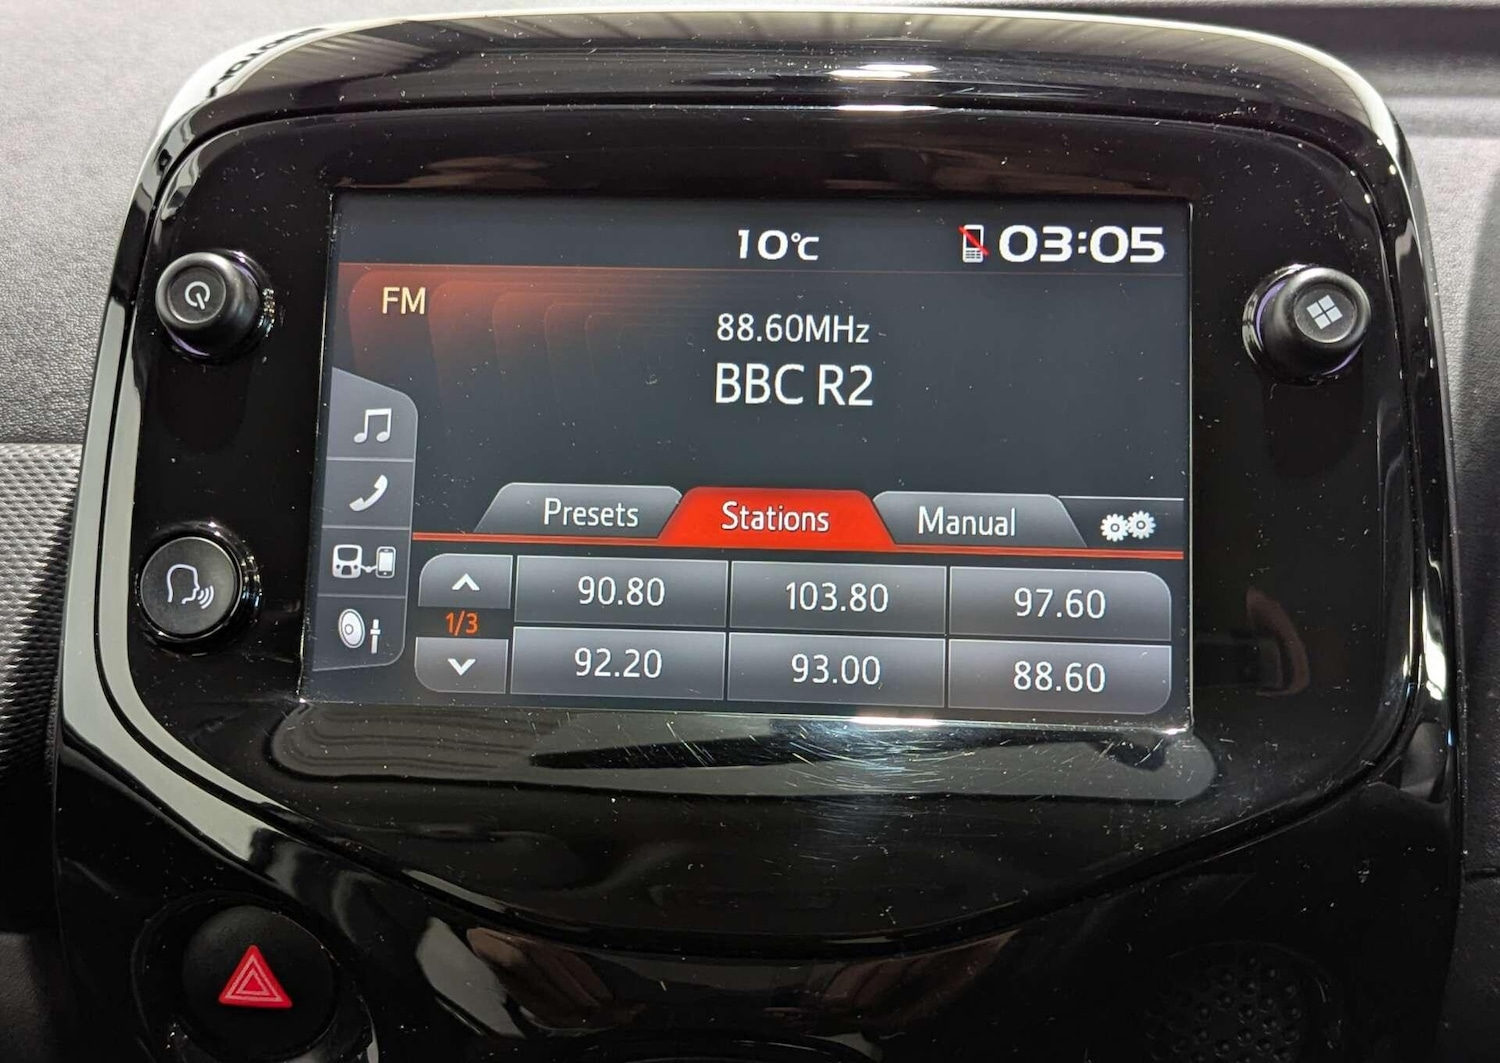 10°C 03:05
FM
88.60MHz
BBC R2
Presets Stations Manual
90.80 103.80 97.60
1/3
92.20 93.00 88.60